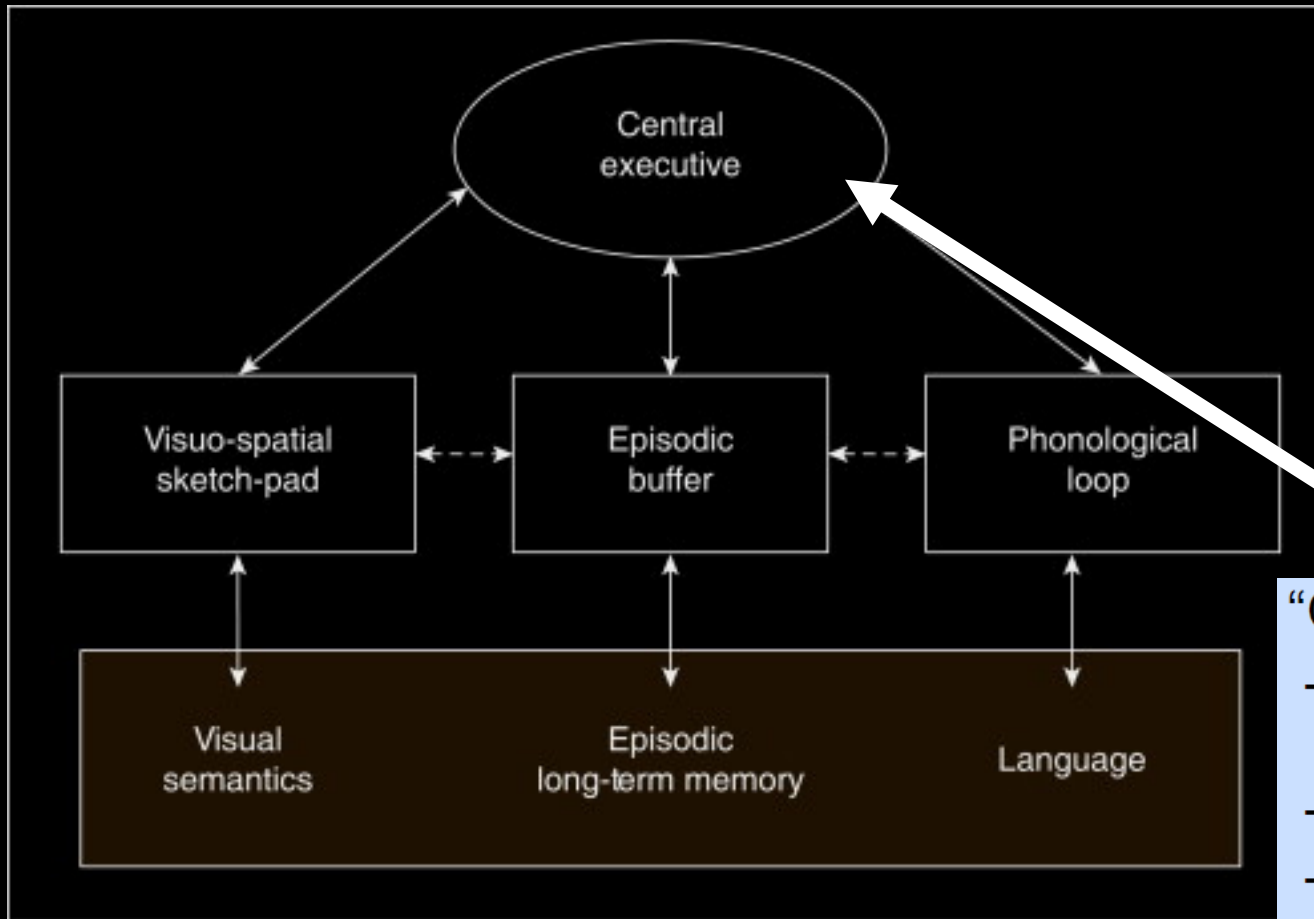 Central
executive
Visuo-spatial
sketch-pad
Episodic
buffer
Phonological
loop
Visual
semantics
Episodic
long-term memory
Language